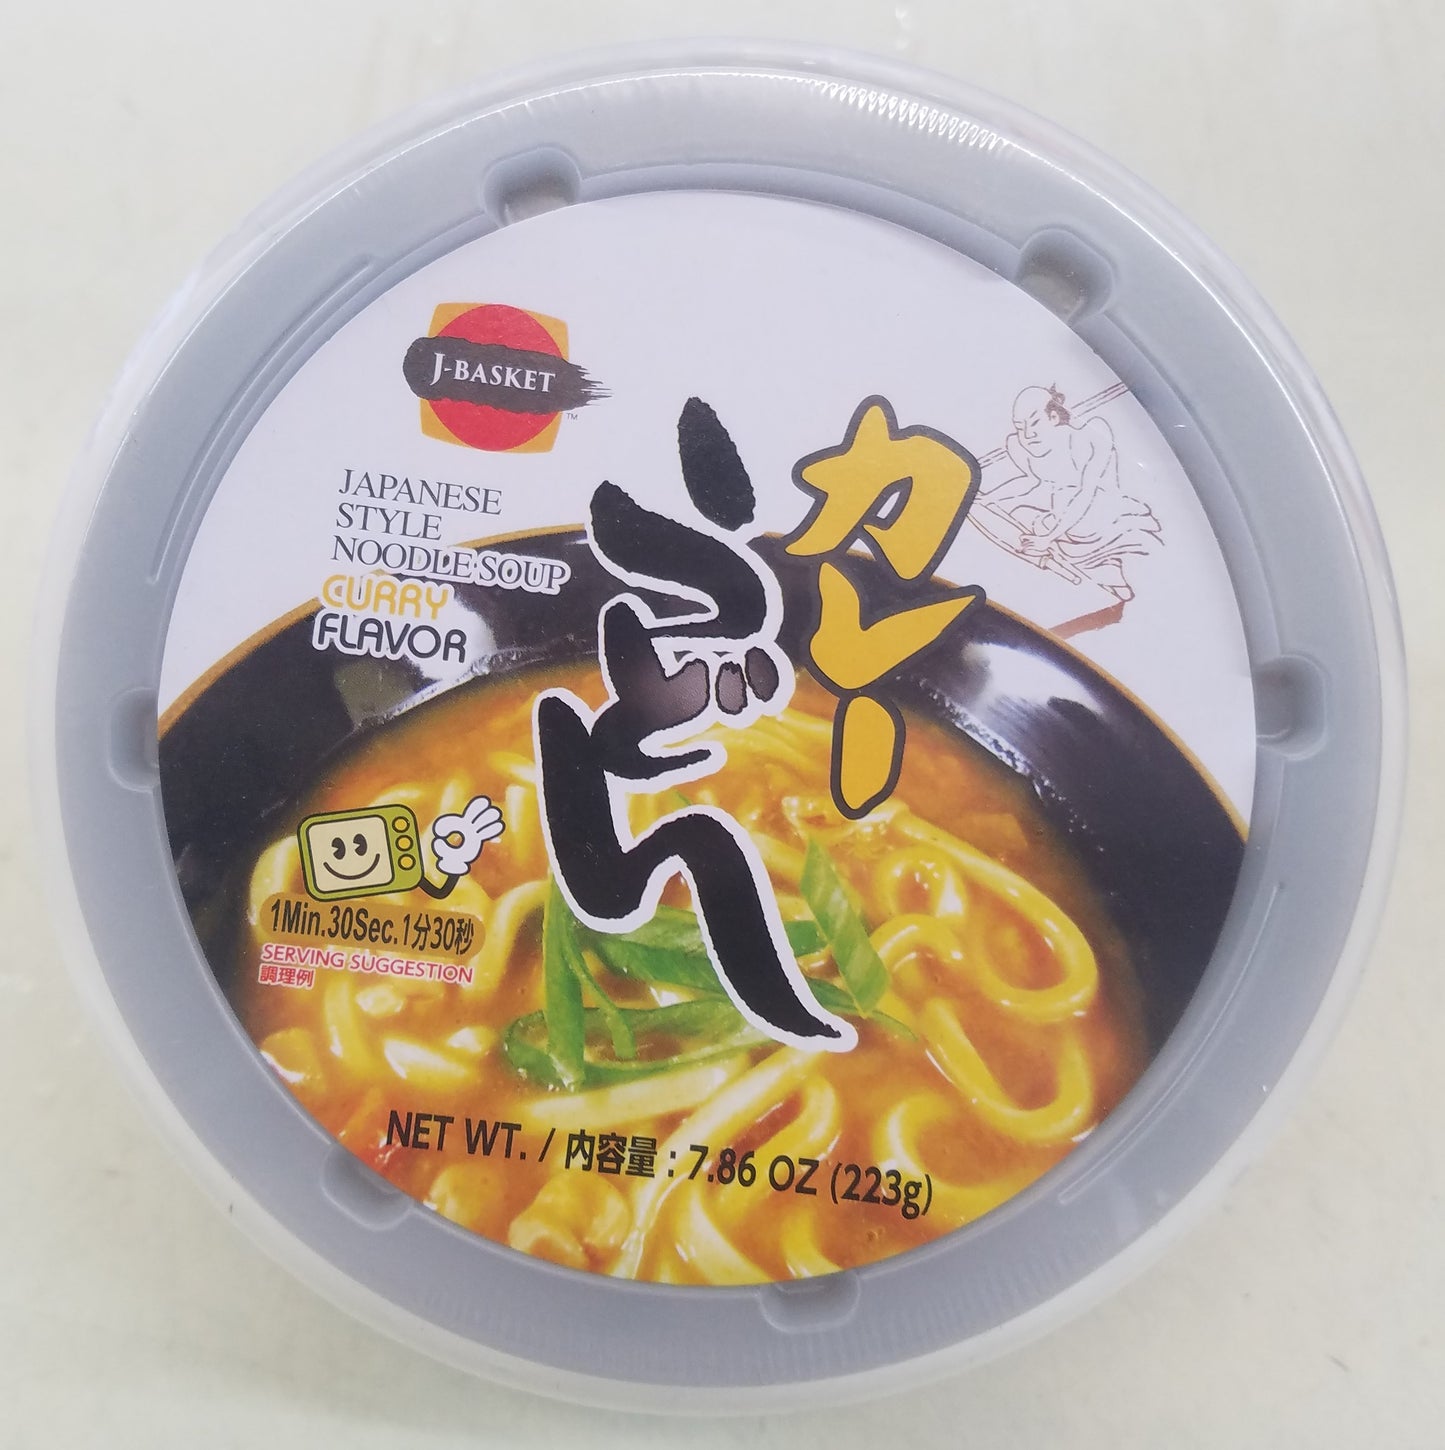 J-BASKET
TM
JAPANESE
STYLE
NOODLE SOUP
CURRY
FLAVOR
カレー
うどん
1Min.30Sec.1分30秒
SERVING SUGGESTION
調理例
NET WT. / 内容量 : 7.86 OZ (223g)